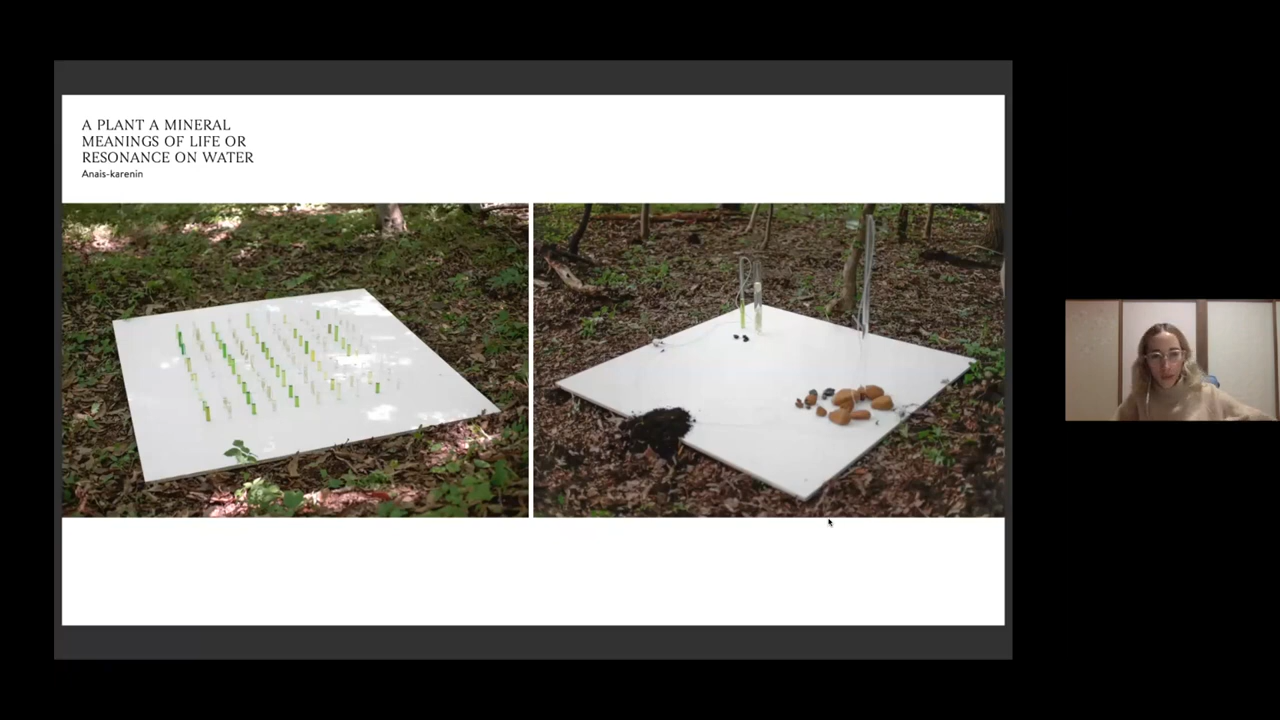 A PLANT A MINERAL
MEANINGS OF LIFE OR
RESONANCE ON WATER
Anais-karenin